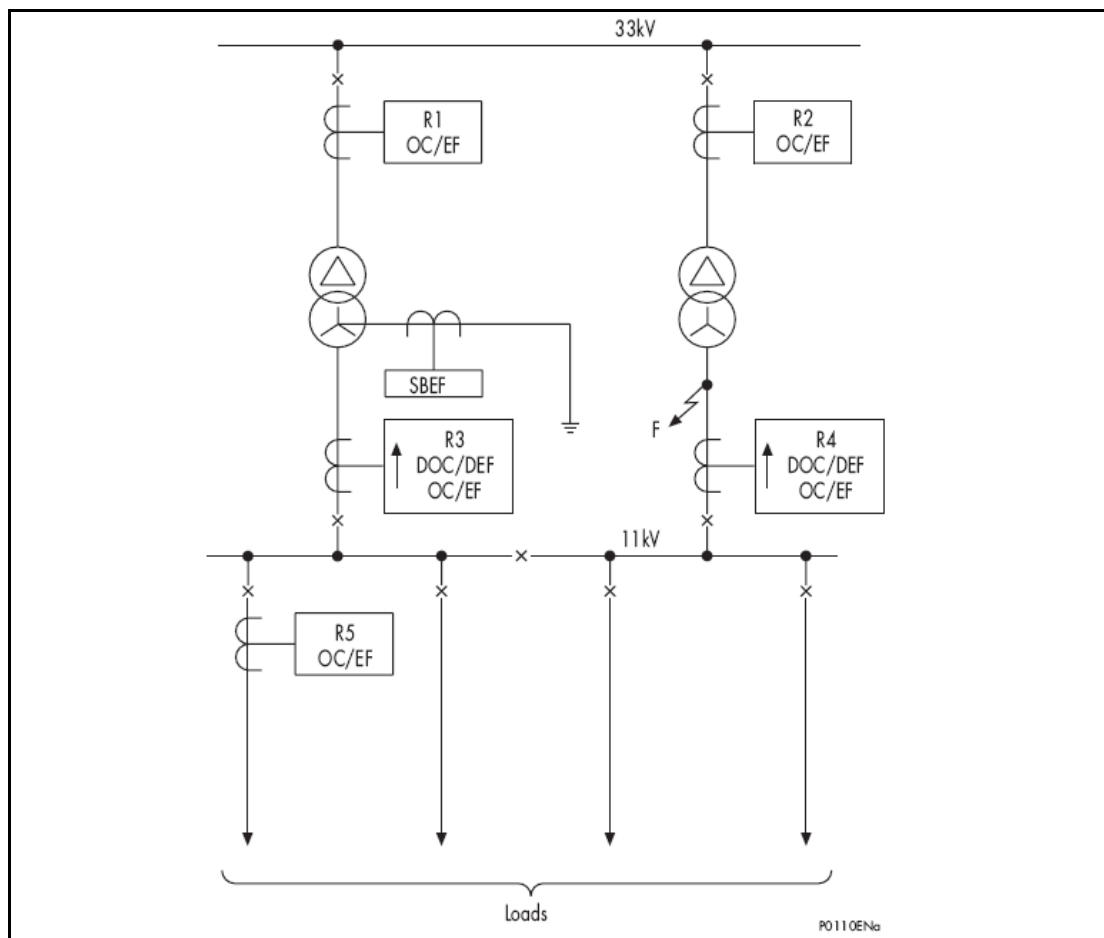 33kV
R1
OC/EF
R2
OC/EF
SBEF
F
R3
DOC/DEF
OC/EF
R4
DOC/DEF
OC/EF
11kV
R5
OC/EF
Loads
P0110ENa